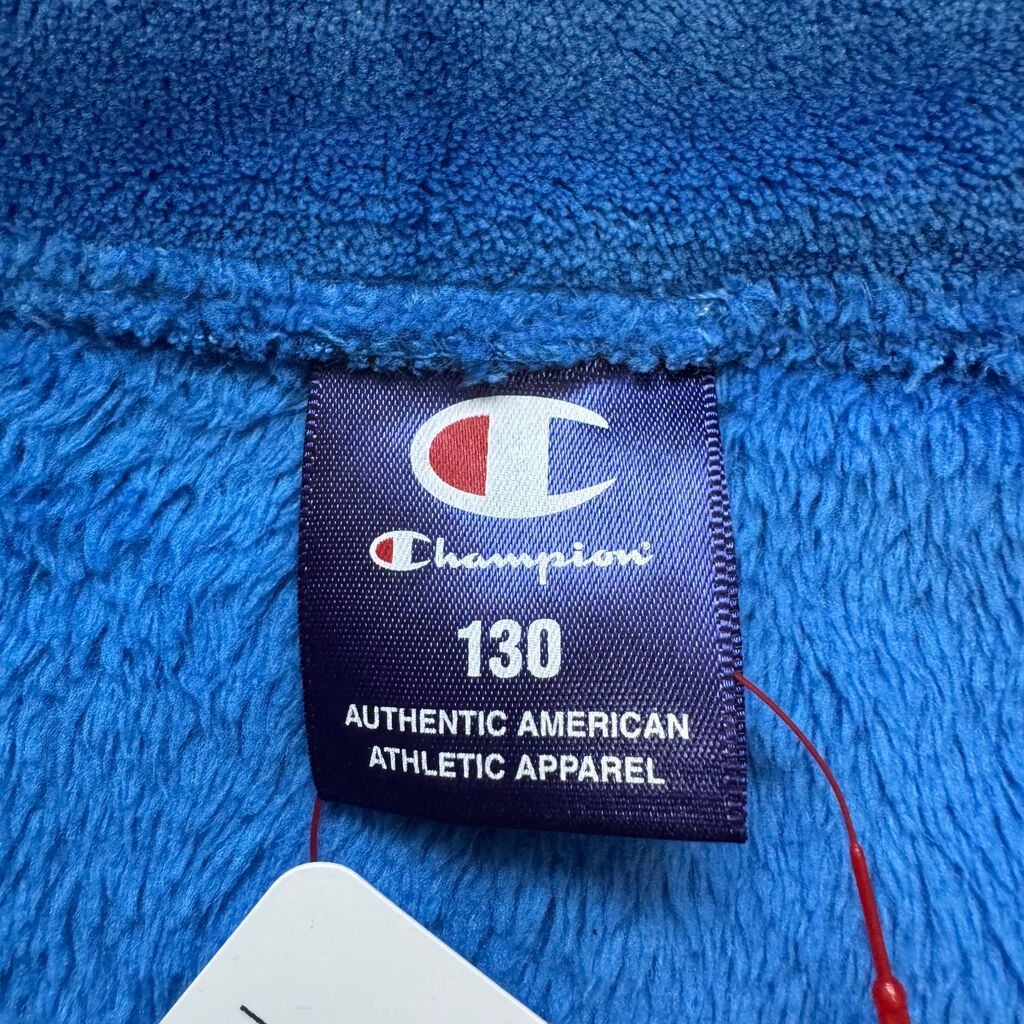 Champion
130
AUTHENTIC AMERICAN
ATHLETIC APPAREL